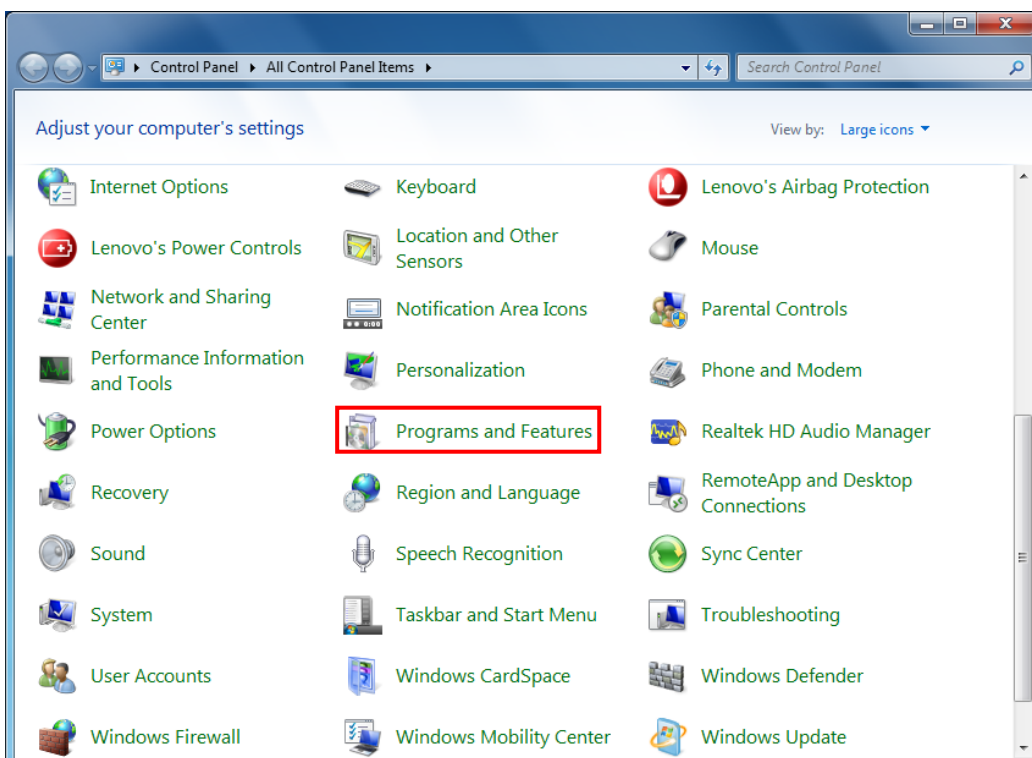 Control Panel All Control Panel Items Search Control Panel
Adjust your computer's settings View by: Large icons
Internet Options Keyboard Lenovo's Airbag Protection
Lenovo's Power Controls Location and Other Sensors Mouse
Network and Sharing Center Notification Area Icons Parental Controls
Performance Information and Tools Personalization Phone and Modem
Power Options Programs and Features Realtek HD Audio Manager
Recovery Region and Language RemoteApp and Desktop Connections
Sound Speech Recognition Sync Center
System Taskbar and Start Menu Troubleshooting
User Accounts Windows CardSpace Windows Defender
Windows Firewall Windows Mobility Center Windows Update